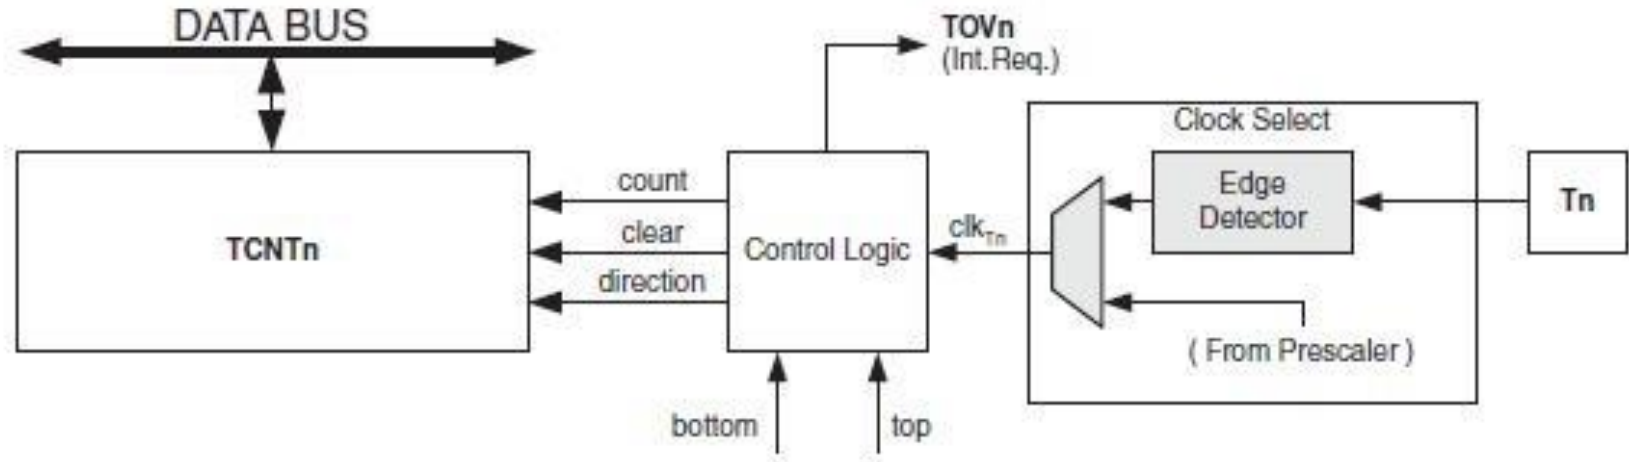 DATA BUS
TOVn
(Int.Req.)
Clock Select
count
Edge
Detector
Tn
TCNTn
clear
Control Logic
clkTn
direction
( From Prescaler )
bottom
top